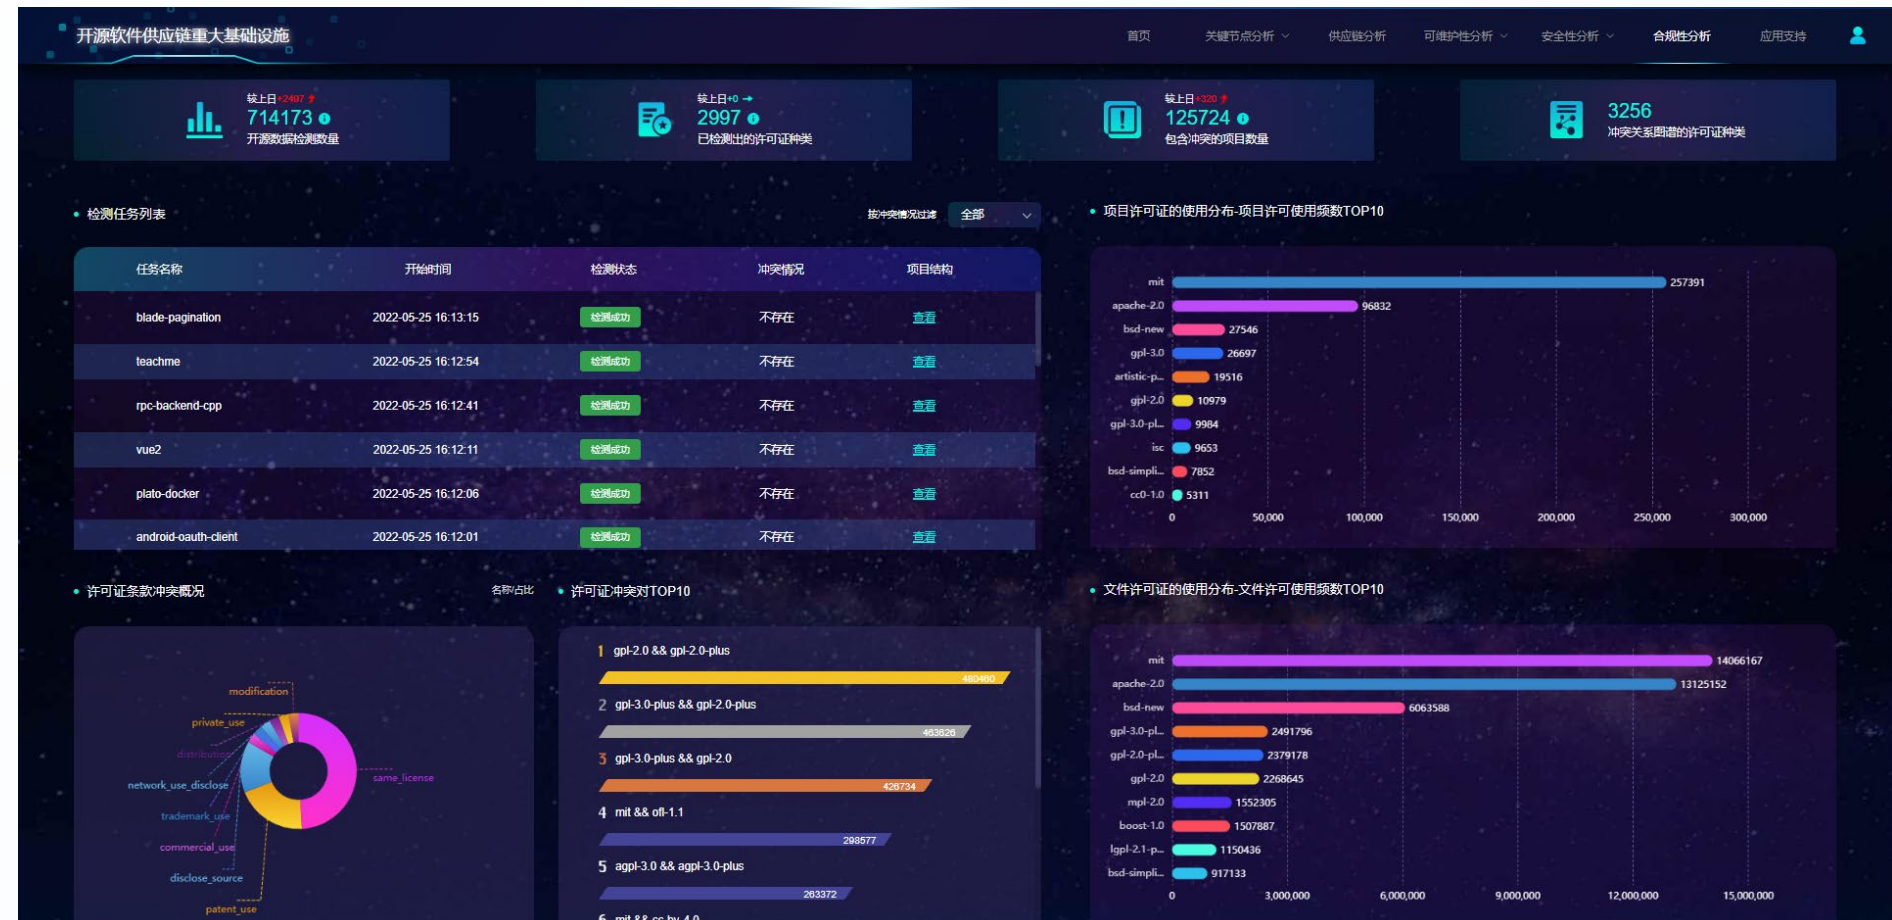 开源软件供应链重大基础设施
首页 关键节点分析 供应链分析 可维护性分析 安全性分析 合规性分析 应用支持
较上日+2407
714173
开源数据检测数量
较上日+0
2997
已检测出的许可证种类
较上日+320
125724
包含冲突的项目数量
3256
冲突关系图谱的许可证种类
检测任务列表
按冲突情况过滤 全部
任务名称 开始时间 检测状态 冲突情况 项目结构
blade-pagination 2022-05-25 16:13:15 检测成功 不存在 查看
teachme 2022-05-25 16:12:54 检测成功 不存在 查看
rpc-backend-cpp 2022-05-25 16:12:41 检测成功 不存在 查看
vue2 2022-05-25 16:12:11 检测成功 不存在 查看
plato-docker 2022-05-25 16:12:06 检测成功 不存在 查看
android-oauth-client 2022-05-25 16:12:01 检测成功 不存在 查看
项目许可证的使用分布-项目许可使用频数TOP10
mit 257391
apache-2.0 96832
bsd-new 27546
gpl-3.0 26697
artistic-p... 19516
gpl-2.0 10979
gpl-3.0-pl... 9984
isc 9653
bsd-simpli... 7852
cc0-1.0 5311
0 50,000 100,000 150,000 200,000 250,000 300,000
许可证条款冲突概况
名称/占比
modification
private_use
distribution
network_use_disclose
trademark_use
commercial_use
disclose_source
patent_use
same_license
许可证冲突对TOP10
1 gpl-2.0 && gpl-2.0-plus
480460
2 gpl-3.0-plus && gpl-2.0-plus
463626
3 gpl-3.0-plus && gpl-2.0
426734
4 mit && ofl-1.1
298577
5 agpl-3.0 && agpl-3.0-plus
263372
6 mit && cc-by-4.0
文件许可证的使用分布-文件许可使用频数TOP10
mit 14066167
apache-2.0 13125152
bsd-new 6063588
gpl-3.0-pl... 2491796
gpl-2.0-pl... 2379178
gpl-2.0 2268645
mpl-2.0 1552305
boost-1.0 1507887
lgpl-2.1-p... 1150436
bsd-simpli... 917133
0 3,000,000 6,000,000 9,000,000 12,000,000 15,000,000